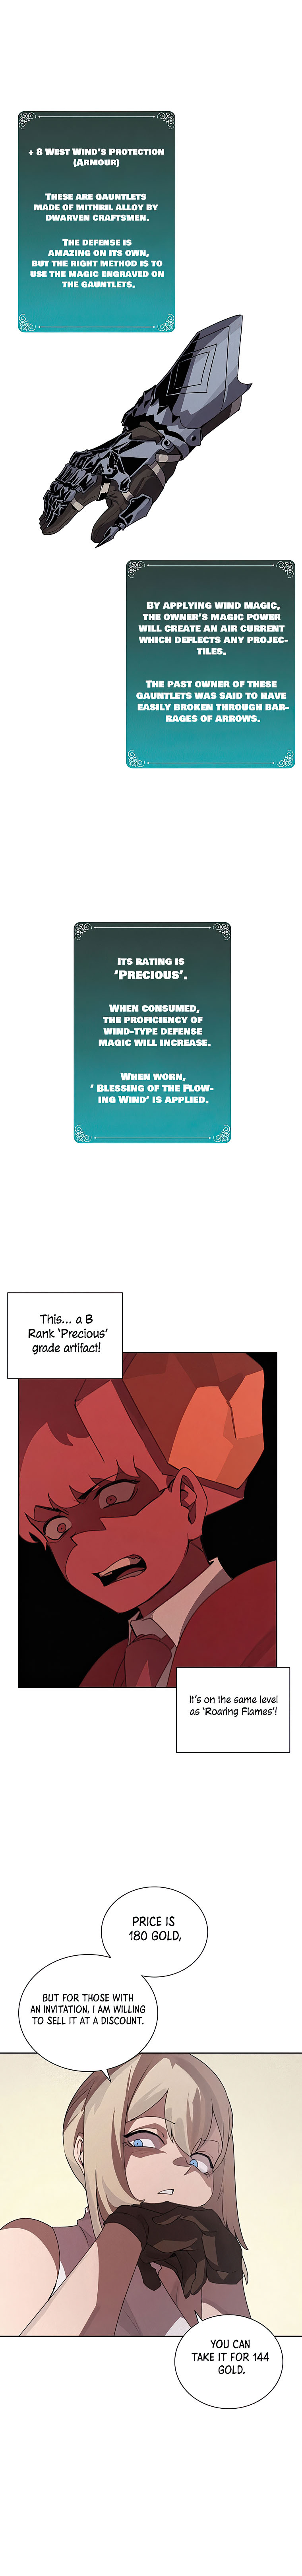 + 8 West Wind's Protection
(Armour)
These are gauntlets
made of mithril alloy by
dwarven craftsmen.
The defense is
amazing on its own,
but the right method is to
use the magic engraved on
the gauntlets.
By applying wind magic,
the owner's magic power
will create an air current
which deflects any projec-
tiles.
The past owner of these
gauntlets was said to have
easily broken through bar-
rages of arrows.
Its rating is
'Precious'.
When consumed,
the proficiency of
wind-type defense
magic will increase.
When worn,
' Blessing of the Flow-
ing Wind' is applied.
This... a B
Rank 'Precious'
grade artifact!
It's on the same level
as 'Roaring Flames'!
PRICE IS
180 GOLD,
BUT FOR THOSE WITH
AN INVITATION, I AM WILLING
TO SELL IT AT A DISCOUNT.
YOU CAN
TAKE IT FOR 144
GOLD.